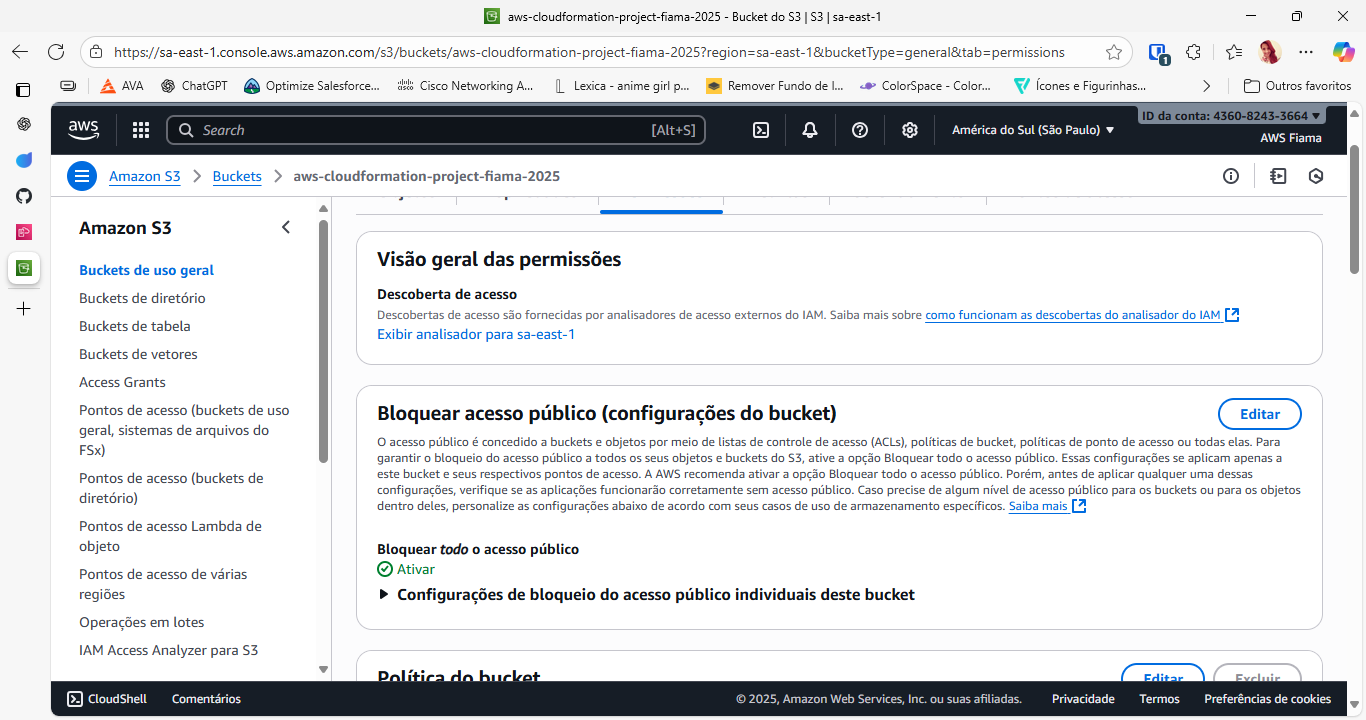 aws-cloudformation-project-fiama-2025 - Bucket do S3 | S3 | sa-east-1
https://sa-east-1.console.aws.amazon.com/s3/buckets/aws-cloudformation-project-fiama-2025?region=sa-east-1&bucketType=general&tab=permissions
1
AVA
ChatGPT
Optimize Salesforce...
Cisco Networking A...
Lexica - anime girl p...
Remover Fundo de I...
ColorSpace - Color...
Ícones e Figurinhas...
Outros favoritos
aws
Search
[Alt+S]
América do Sul (São Paulo)
ID da conta: 4360-8243-3664
AWS Fiama
Amazon S3
Buckets
aws-cloudformation-project-fiama-2025
Amazon S3
Buckets de uso geral
Buckets de diretório
Buckets de tabela
Buckets de vetores
Access Grants
Pontos de acesso (buckets de uso
geral, sistemas de arquivos do
FSx)
Pontos de acesso (buckets de
diretório)
Pontos de acesso Lambda de
objeto
Pontos de acesso de várias
regiões
Operações em lotes
IAM Access Analyzer para S3
Visão geral das permissões
Descoberta de acesso
Descobertas de acesso são fornecidas por analisadores de acesso externos do IAM. Saiba mais sobre como funcionam as descobertas do analisador do IAM
Exibir analisador para sa-east-1
Bloquear acesso público (configurações do bucket)
Editar
O acesso público é concedido a buckets e objetos por meio de listas de controle de acesso (ACLs), políticas de bucket, políticas de ponto de acesso ou todas elas. Para
garantir o bloqueio do acesso público a todos os seus objetos e buckets do S3, ative a opção Bloquear todo o acesso público. Essas configurações se aplicam apenas a
este bucket e seus respectivos pontos de acesso. A AWS recomenda ativar a opção Bloquear todo o acesso público. Porém, antes de aplicar qualquer uma dessas
configurações, verifique se as aplicações funcionarão corretamente sem acesso público. Caso precise de algum nível de acesso público para os buckets ou para os objetos
dentro deles, personalize as configurações abaixo de acordo com seus casos de uso de armazenamento específicos. Saiba mais
Bloquear todo o acesso público
Ativar
Configurações de bloqueio do acesso público individuais deste bucket
Política do bucket
Editar
Excluir
CloudShell
Comentários
© 2025, Amazon Web Services, Inc. ou suas afiliadas.
Privacidade
Termos
Preferências de cookies